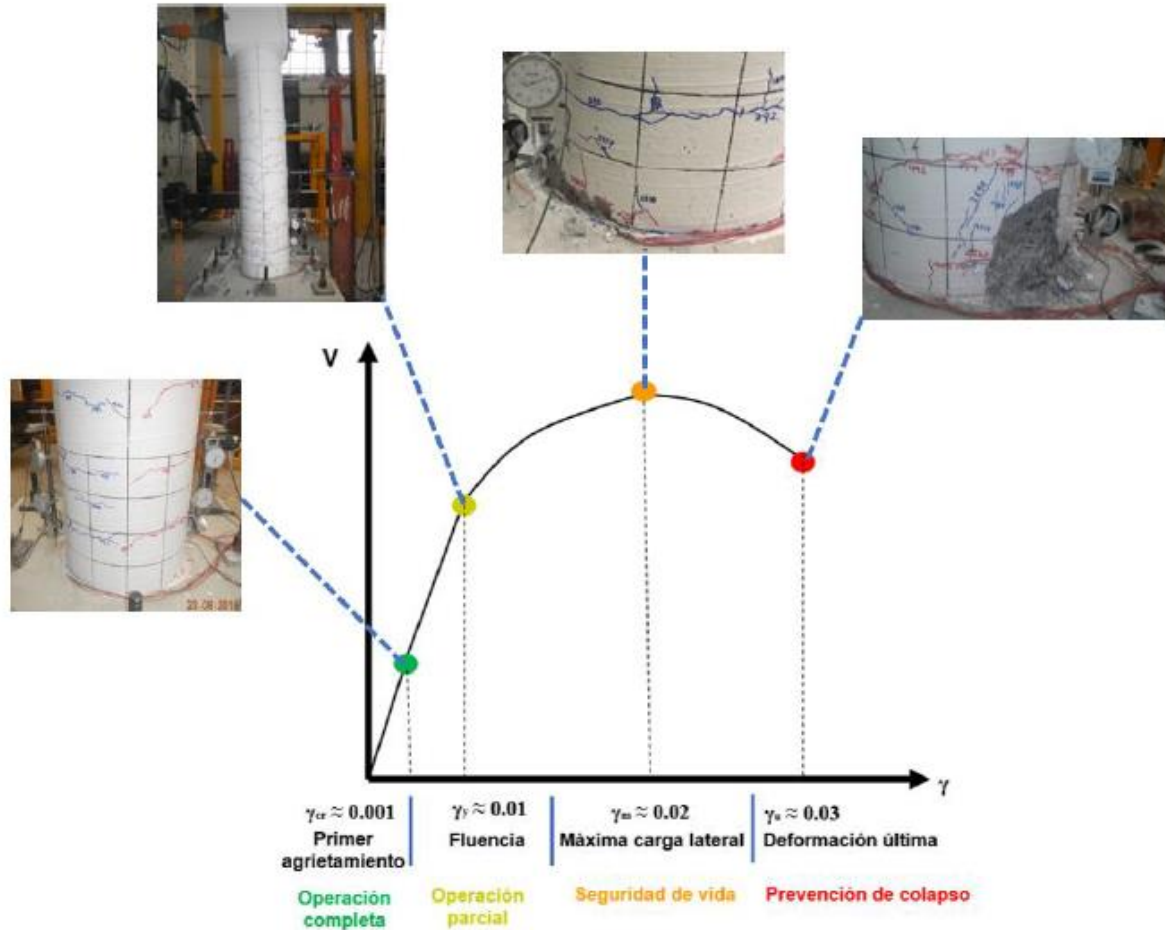 V
γ
γcr ≈ 0.001
Primer
agrietamiento
Operación
completa
γy ≈ 0.01
Fluencia
Operación
parcial
γm ≈ 0.02
Máxima carga lateral
Seguridad de vida
γu ≈ 0.03
Deformación última
Prevención de colapso